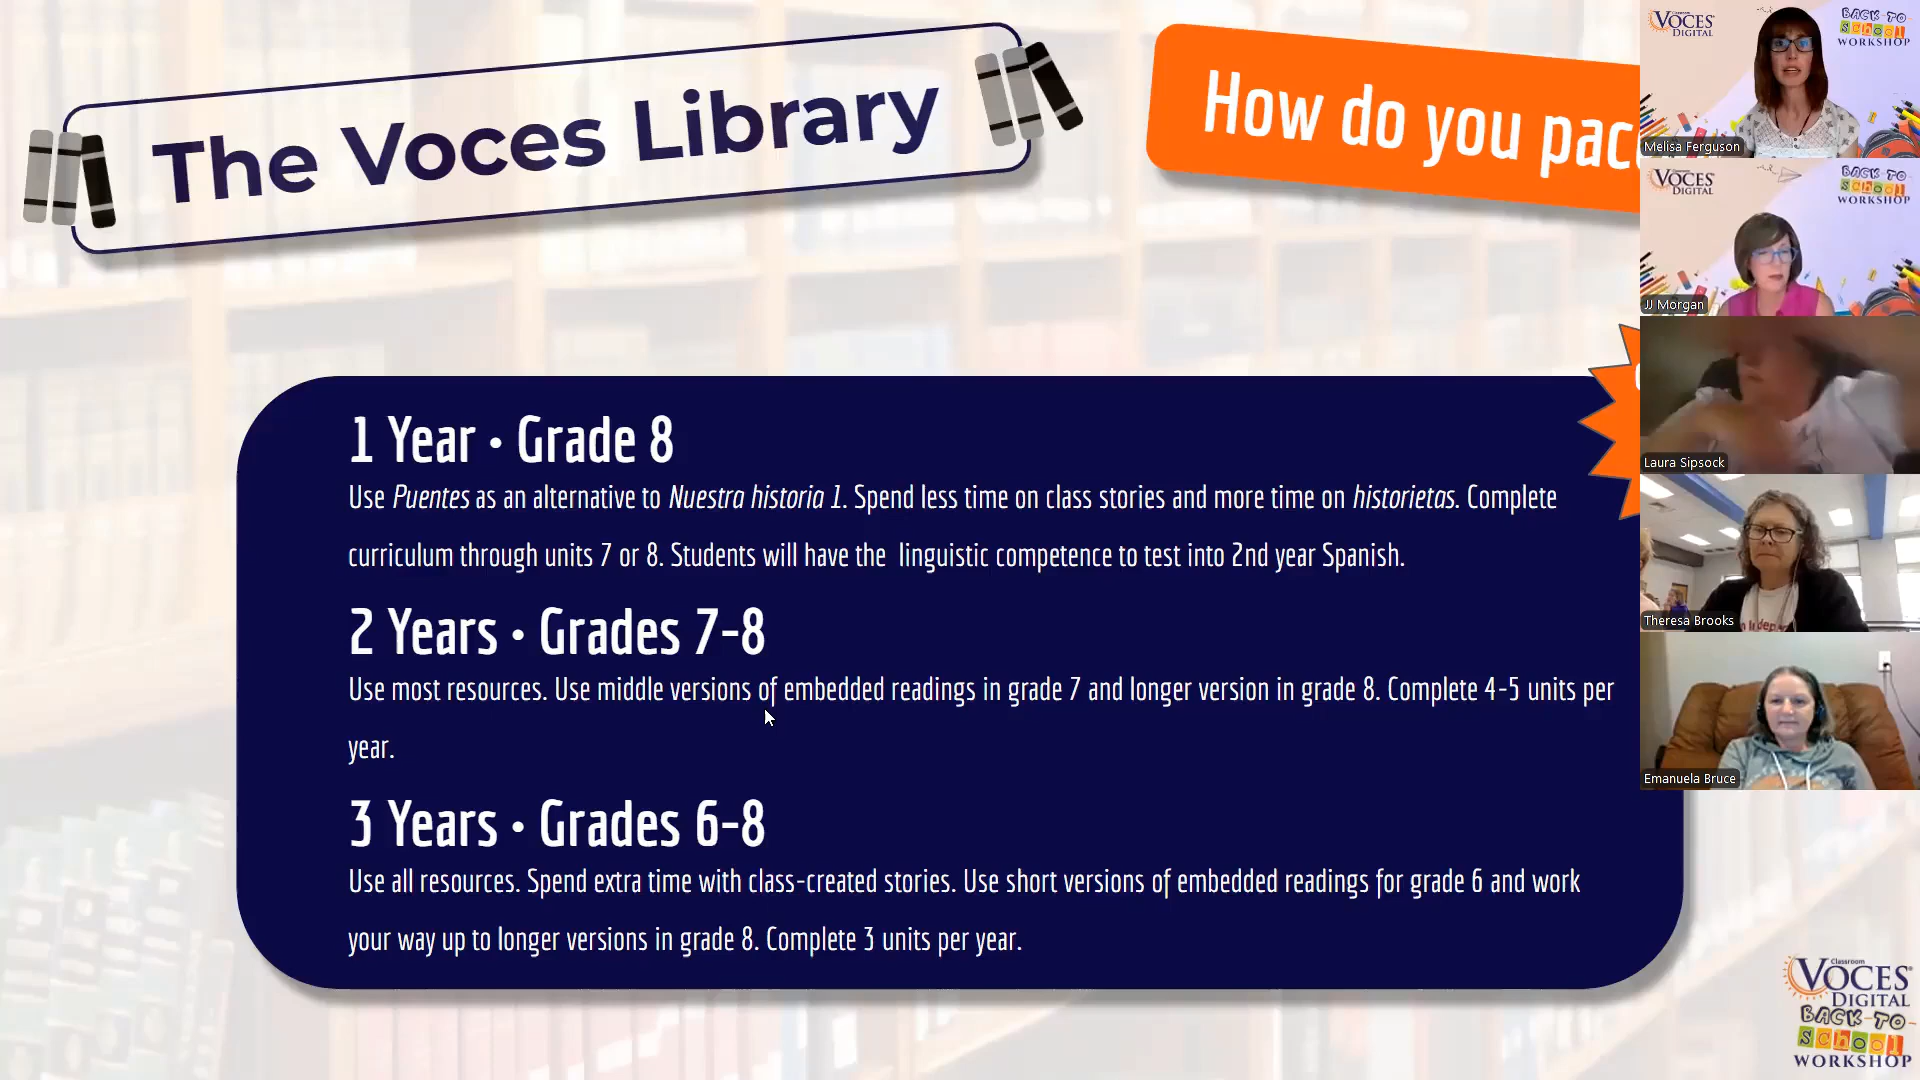 The Voces Library
How do you pac
1 Year • Grade 8
Use Puentes as an alternative to Nuestra historia 1. Spend less time on class stories and more time on historietas. Complete
curriculum through units 7 or 8. Students will have the linguistic competence to test into 2nd year Spanish.
2 Years • Grades 7-8
Use most resources. Use middle versions of embedded readings in grade 7 and longer version in grade 8. Complete 4-5 units per
year.
3 Years • Grades 6-8
Use all resources. Spend extra time with class-created stories. Use short versions of embedded readings for grade 6 and work
your way up to longer versions in grade 8. Complete 3 units per year.
VOCES
DIGITAL
BACK-TO-
School
WORKSHOP
Melisa Ferguson
VOCES
DIGITAL
BACK-TO-
School
WORKSHOP
JJ Morgan
Laura Sipsock
Theresa Brooks
Emanuela Bruce
Classroom
VOCES
DIGITAL
BACK-TO-
School
WORKSHOP